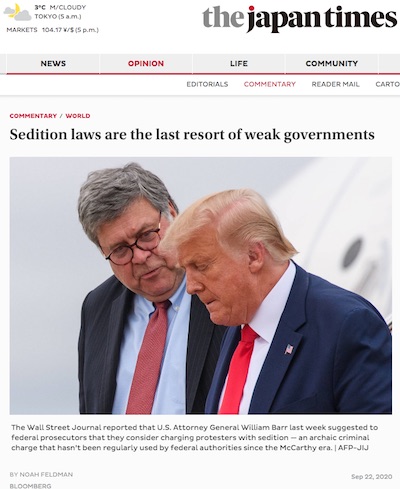 3°C M/CLOUDY
TOKYO (5 a.m.)
MARKETS 104.17 ¥/$ (5 p.m.)
the japan times
NEWS OPINION LIFE COMMUNITY
EDITORIALS COMMENTARY READER MAIL CARTO
COMMENTARY / WORLD
Sedition laws are the last resort of weak governments
The Wall Street Journal reported that U.S. Attorney General William Barr last week suggested to
federal prosecutors that they consider charging protesters with sedition — an archaic criminal
charge that hasn't been regularly used by federal authorities since the McCarthy era. | AFP-JIJ
BY NOAH FELDMAN
Sep 22, 2020
BLOOMBERG